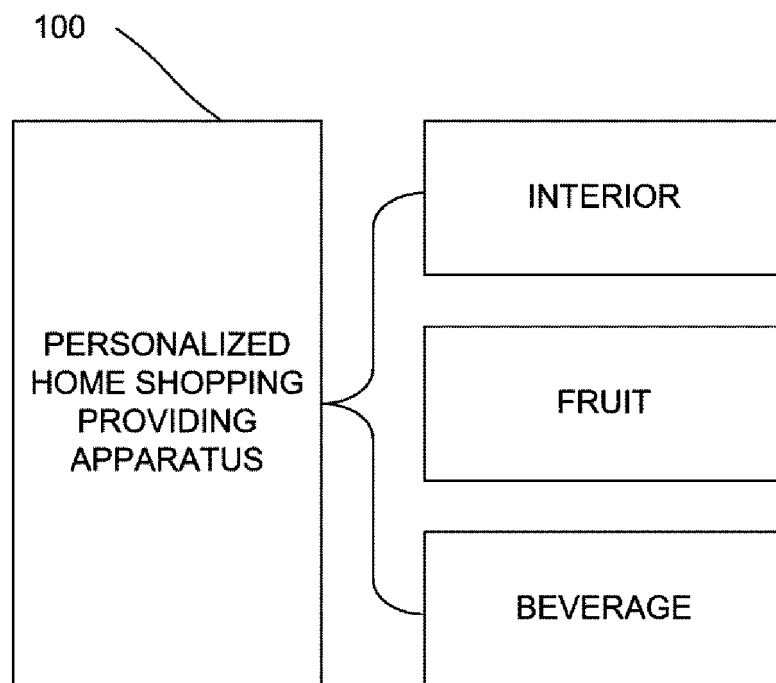 100
PERSONALIZED
HOME SHOPPING
PROVIDING
APPARATUS
INTERIOR
FRUIT
BEVERAGE